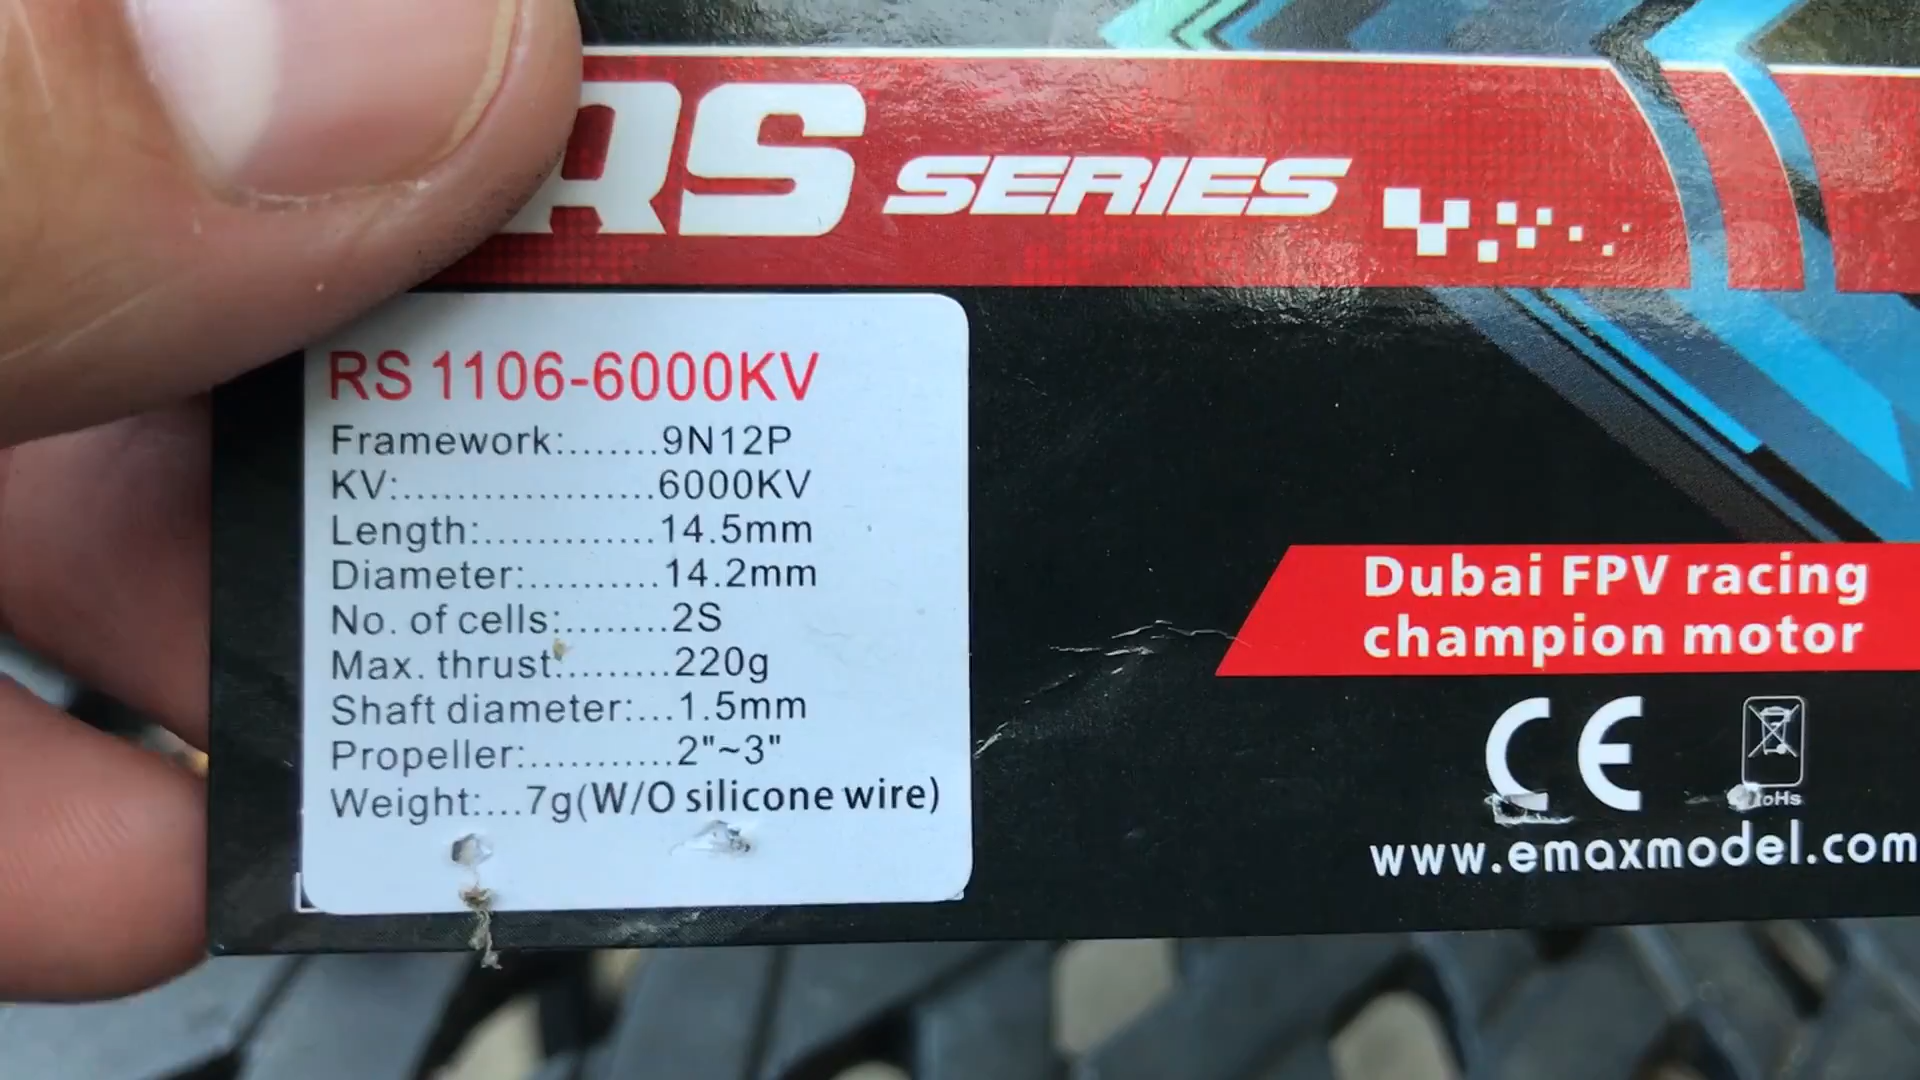 RS SERIES
RS 1106-6000KV
Framework:........9N12P
KV:....................6000KV
Length:.............14.5mm
Diameter:..........14.2mm
No. of cells:........2S
Max. thrust:........220g
Shaft diameter:...1.5mm
Propeller:............2"~3"
Weight:...7g(W/O silicone wire)
Dubai FPV racing
champion motor
CE
www.emaxmodel.com